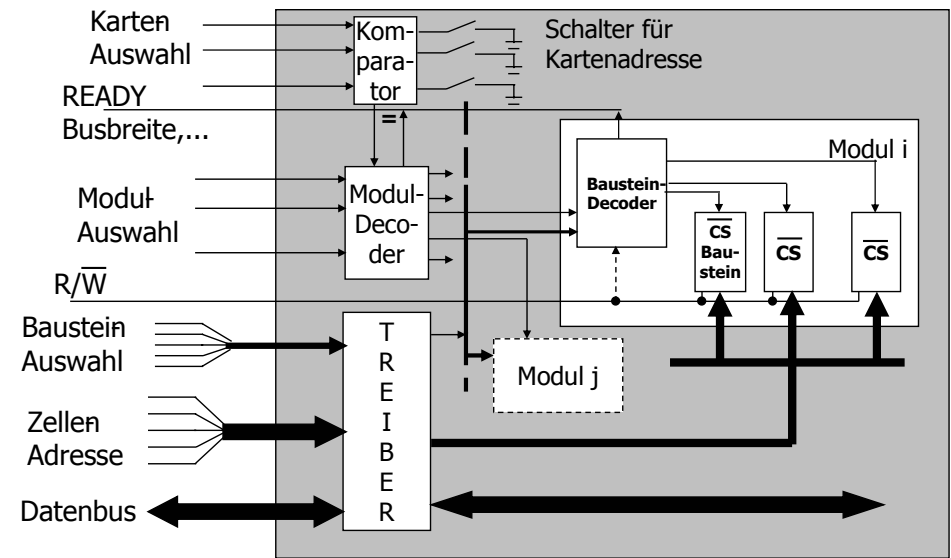 Karten-
Auswahl
Kom-
para-
tor
=
Schalter für
Kartenadresse
READY
Busbreite,...
Modul i
Modul-
Auswahl
Modul-
Deco-
der
Baustein-
Decoder
CS
Bau-
stein
CS
CS
R/W
Baustein-
Auswahl
T
R
E
I
B
E
R
Modul j
Zellen-
Adresse
Datenbus